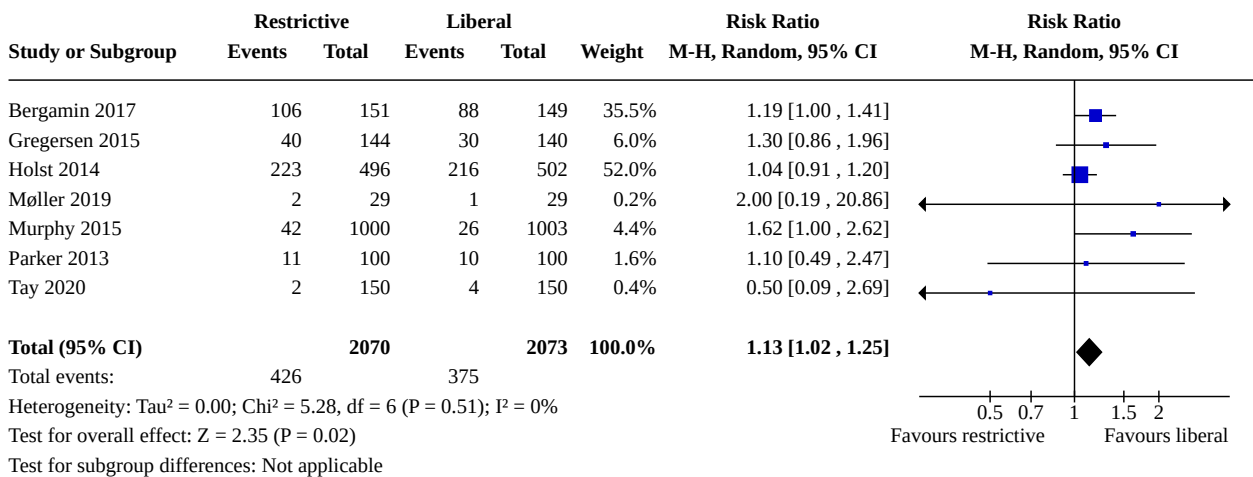 Restrictive Liberal Risk Ratio Risk Ratio
Study or Subgroup Events Total Events Total Weight M-H, Random, 95% CI M-H, Random, 95% CI
Bergamin 2017 106 151 88 149 35.5% 1.19 [1.00 , 1.41]
Gregersen 2015 40 144 30 140 6.0% 1.30 [0.86 , 1.96]
Holst 2014 223 496 216 502 52.0% 1.04 [0.91 , 1.20]
Møller 2019 2 29 1 29 0.2% 2.00 [0.19 , 20.86]
Murphy 2015 42 1000 26 1003 4.4% 1.62 [1.00 , 2.62]
Parker 2013 11 100 10 100 1.6% 1.10 [0.49 , 2.47]
Tay 2020 2 150 4 150 0.4% 0.50 [0.09 , 2.69]
Total (95% CI) 2070 2073 100.0% 1.13 [1.02 , 1.25]
Total events: 426 375
Heterogeneity: Tau² = 0.00; Chi² = 5.28, df = 6 (P = 0.51); I² = 0%
0.5 0.7 1 1.5 2
Test for overall effect: Z = 2.35 (P = 0.02)
Favours restrictive Favours liberal
Test for subgroup differences: Not applicable